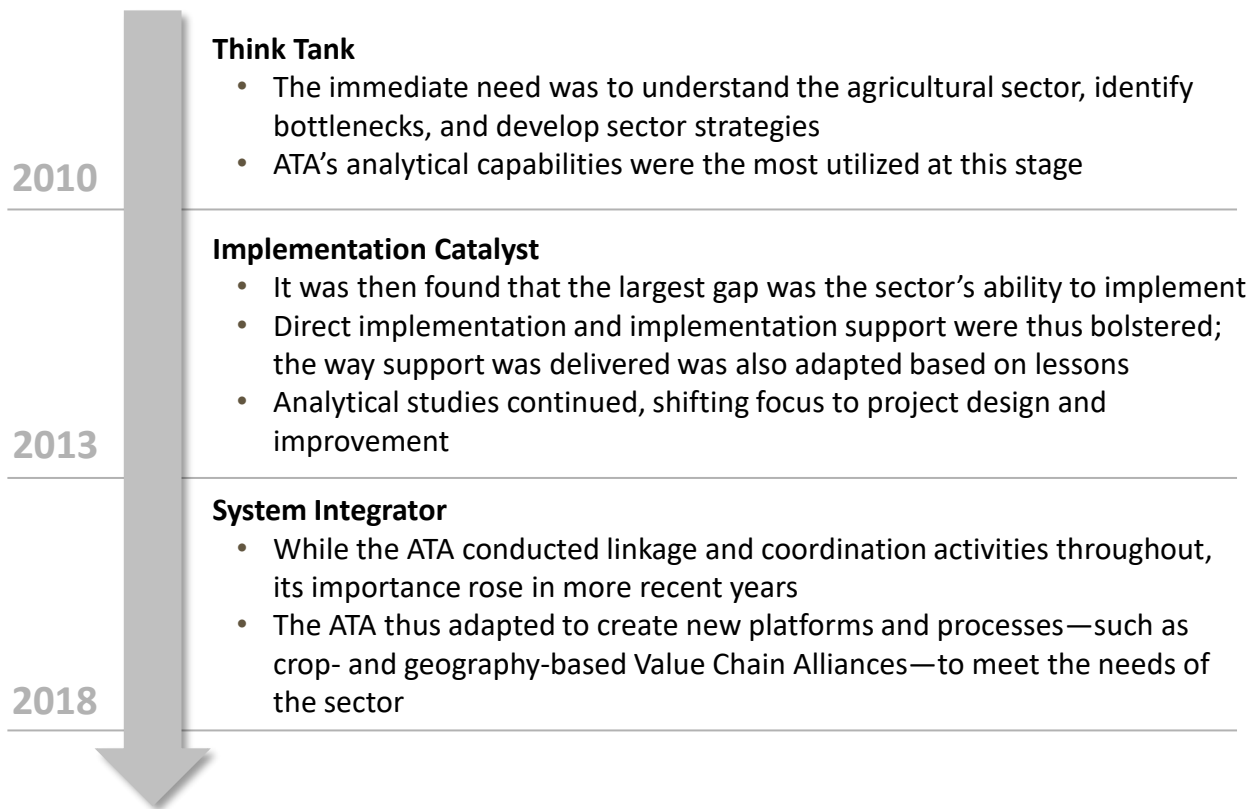 Think Tank
• The immediate need was to understand the agricultural sector, identify
bottlenecks, and develop sector strategies
• ATA’s analytical capabilities were the most utilized at this stage
2010
Implementation Catalyst
• It was then found that the largest gap was the sector’s ability to implement
• Direct implementation and implementation support were thus bolstered;
the way support was delivered was also adapted based on lessons
• Analytical studies continued, shifting focus to project design and
improvement
2013
System Integrator
• While the ATA conducted linkage and coordination activities throughout,
its importance rose in more recent years
• The ATA thus adapted to create new platforms and processes—such as
crop- and geography-based Value Chain Alliances—to meet the needs of
the sector
2018